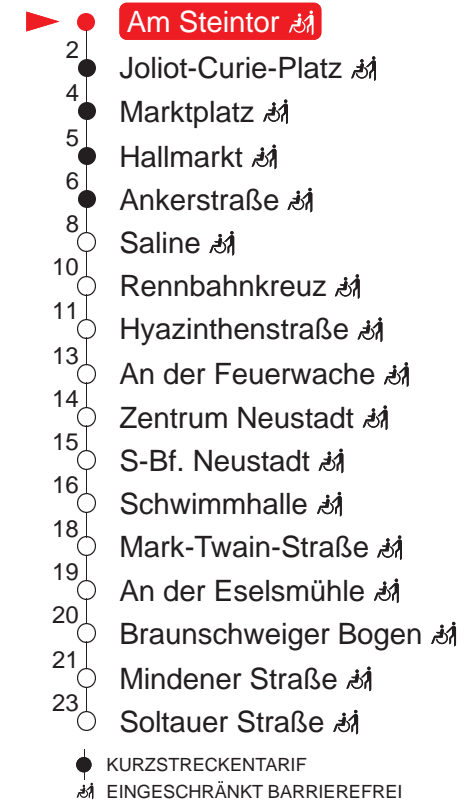 Am Steintor
2
Joliot-Curie-Platz
4
Marktplatz
5
Hallmarkt
6
Ankerstraße
8
Saline
10
Rennbahnkreuz
11
Hyazinthenstraße
13
An der Feuerwache
14
Zentrum Neustadt
15
S-Bf. Neustadt
16
Schwimmhalle
18
Mark-Twain-Straße
19
An der Eselsmühle
20
Braunschweiger Bogen
21
Mindener Straße
23
Soltauer Straße
KURZSTRECKENTARIF
EINGESCHRÄNKT BARRIEREFREI